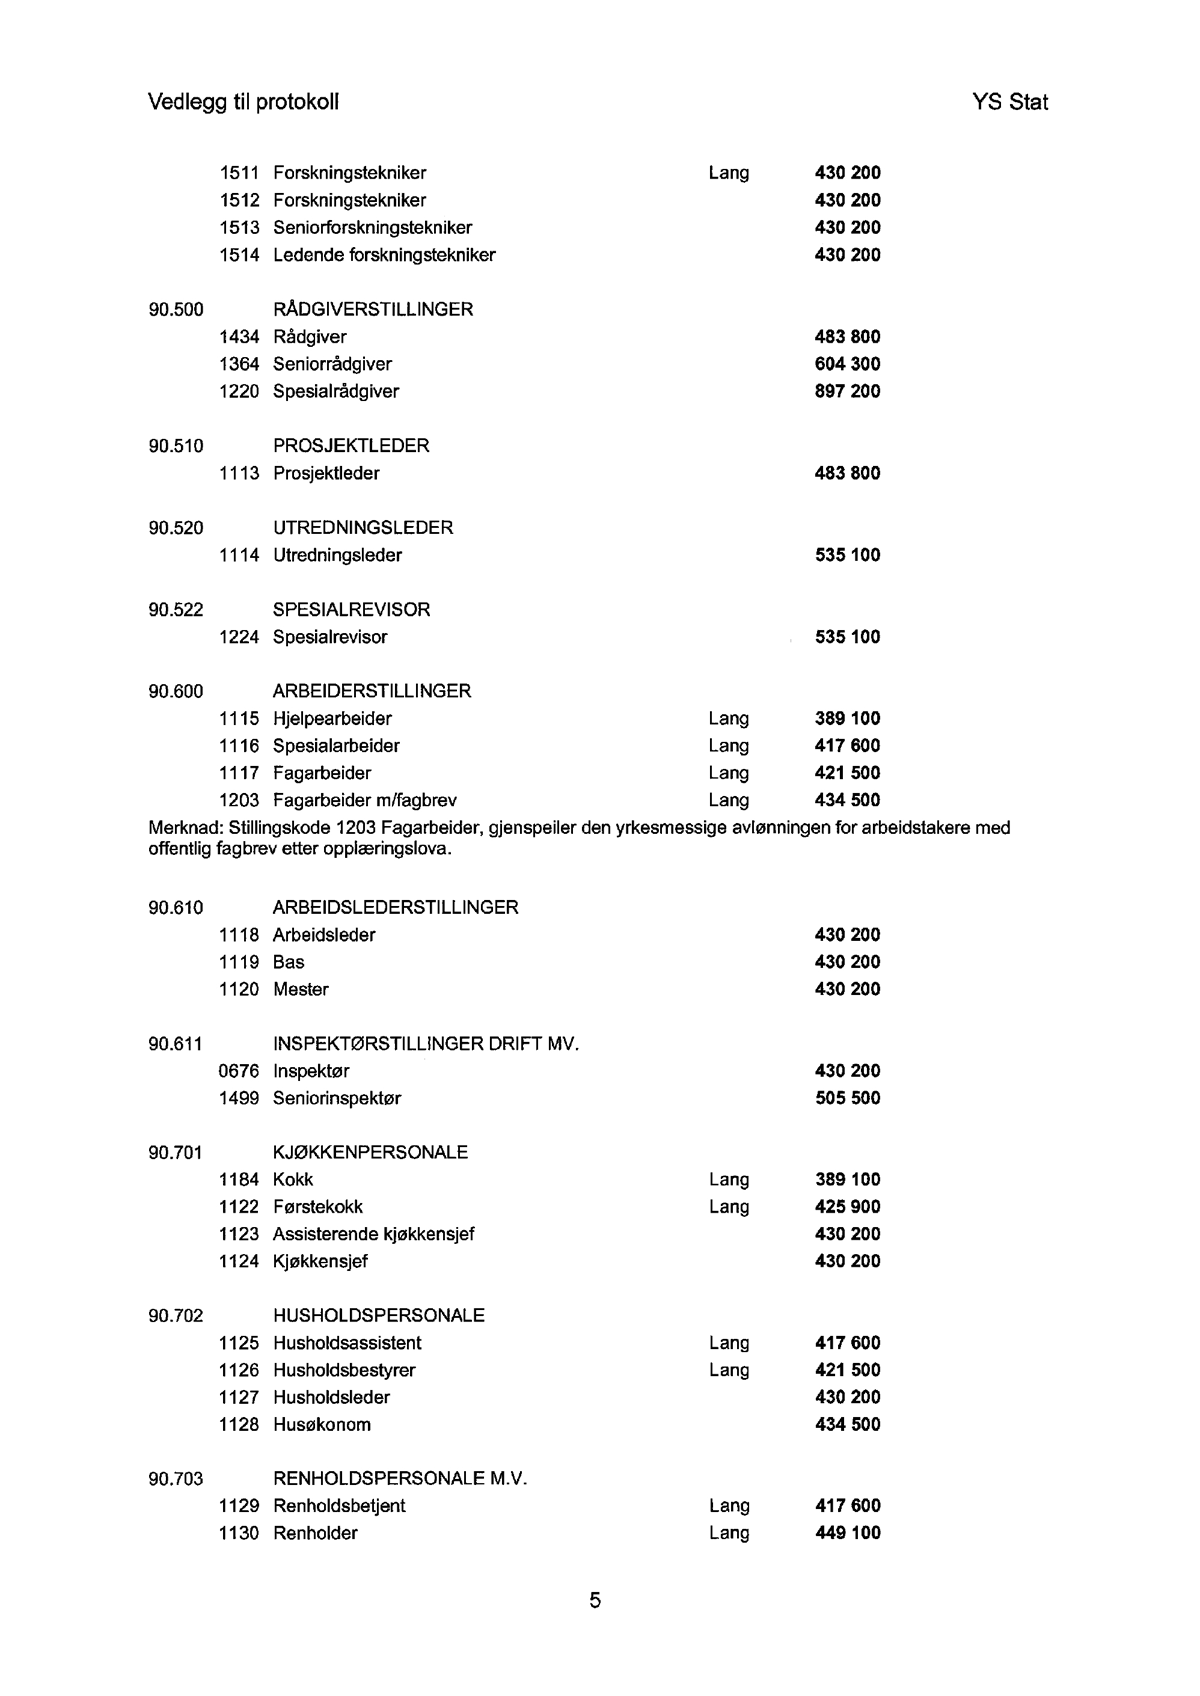 Vedlegg til protokoll YS Stat
1511 Forskningstekniker Lang 430 200
1512 Forskningstekniker 430 200
1513 Seniorforskningstekniker 430 200
1514 Ledende forskningstekniker 430 200
90.500 RÅDGIVERSTILLINGER
1434 Rådgiver 483 800
1364 Seniorrådgiver 604 300
1220 Spesialrådgiver 897 200
90.510 PROSJEKTLEDER
1113 Prosjektleder 483 800
90.520 UTREDNINGSLEDER
1114 Utredningsleder 535 100
90.522 SPESIALREVISOR
1224 Spesialrevisor 535 100
90.600 ARBEIDERSTILLINGER
1115 Hjelpearbeider Lang 389 100
1116 Spesialarbeider Lang 417 600
1117 Fagarbeider Lang 421 500
1203 Fagarbeider m/fagbrev Lang 434 500
Merknad: Stillingskode 1203 Fagarbeider, gjenspeiler den yrkesmessige avlønningen for arbeidstakere med
offentlig fagbrev etter opplæringslova.
90.610 ARBEIDSLEDERSTILLINGER
1118 Arbeidsleder 430 200
1119 Bas 430 200
1120 Mester 430 200
90.611 INSPEKTØRSTILLINGER DRIFT MV.
0676 Inspektør 430 200
1499 Seniorinspektør 505 500
90.701 KJØKKENPERSONALE
1184 Kokk Lang 389 100
1122 Førstekokk Lang 425 900
1123 Assisterende kjøkkensjef 430 200
1124 Kjøkkensjef 430 200
90.702 HUSHOLDSPERSONALE
1125 Husholdsassistent Lang 417 600
1126 Husholdsbestyrer Lang 421 500
1127 Husholdsleder 430 200
1128 Husøkonom 434 500
90.703 RENHOLDSPERSONALE M.V.
1129 Renholdsbetjent Lang 417 600
1130 Renholder Lang 449 100
5